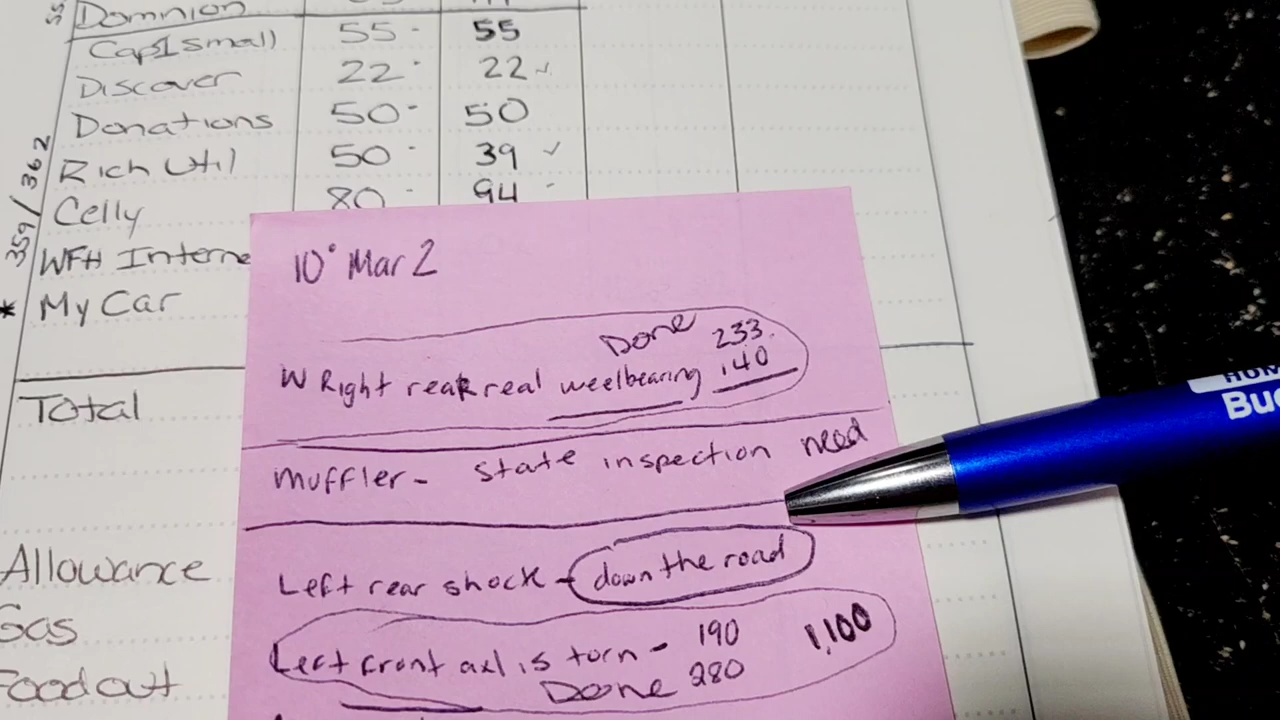 Domnion
Cap1small 55 55
Discover 22 22
Donations 50 50
Rich Util 50 39
Celly 80 94
WFH Interne
* My Car
359/362
Total
Allowance
Gas
Food out
10° Mar 2
Done 233.
W Right rear real weelbearing 140
Muffler - State inspection need
Left rear shock - down the road
Left front axl is torn - 190 1,100
Done 280
Bud